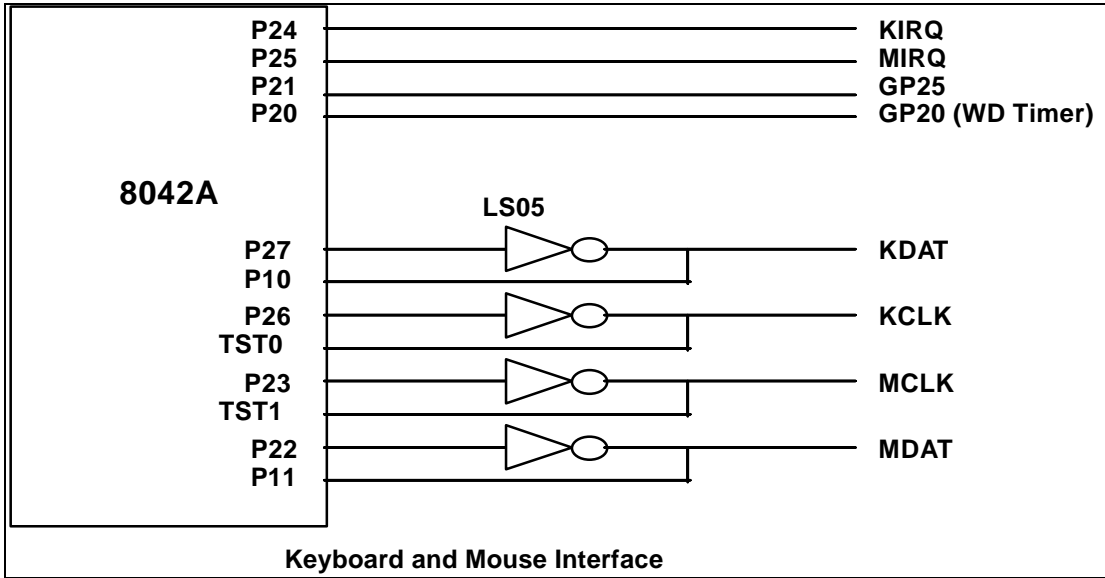 P24 KIRQ
P25 MIRQ
P21 GP25
P20 GP20 (WD Timer)
8042A
LS05
P27 KDAT
P10
P26 KCLK
TST0
P23 MCLK
TST1
P22 MDAT
P11
Keyboard and Mouse Interface